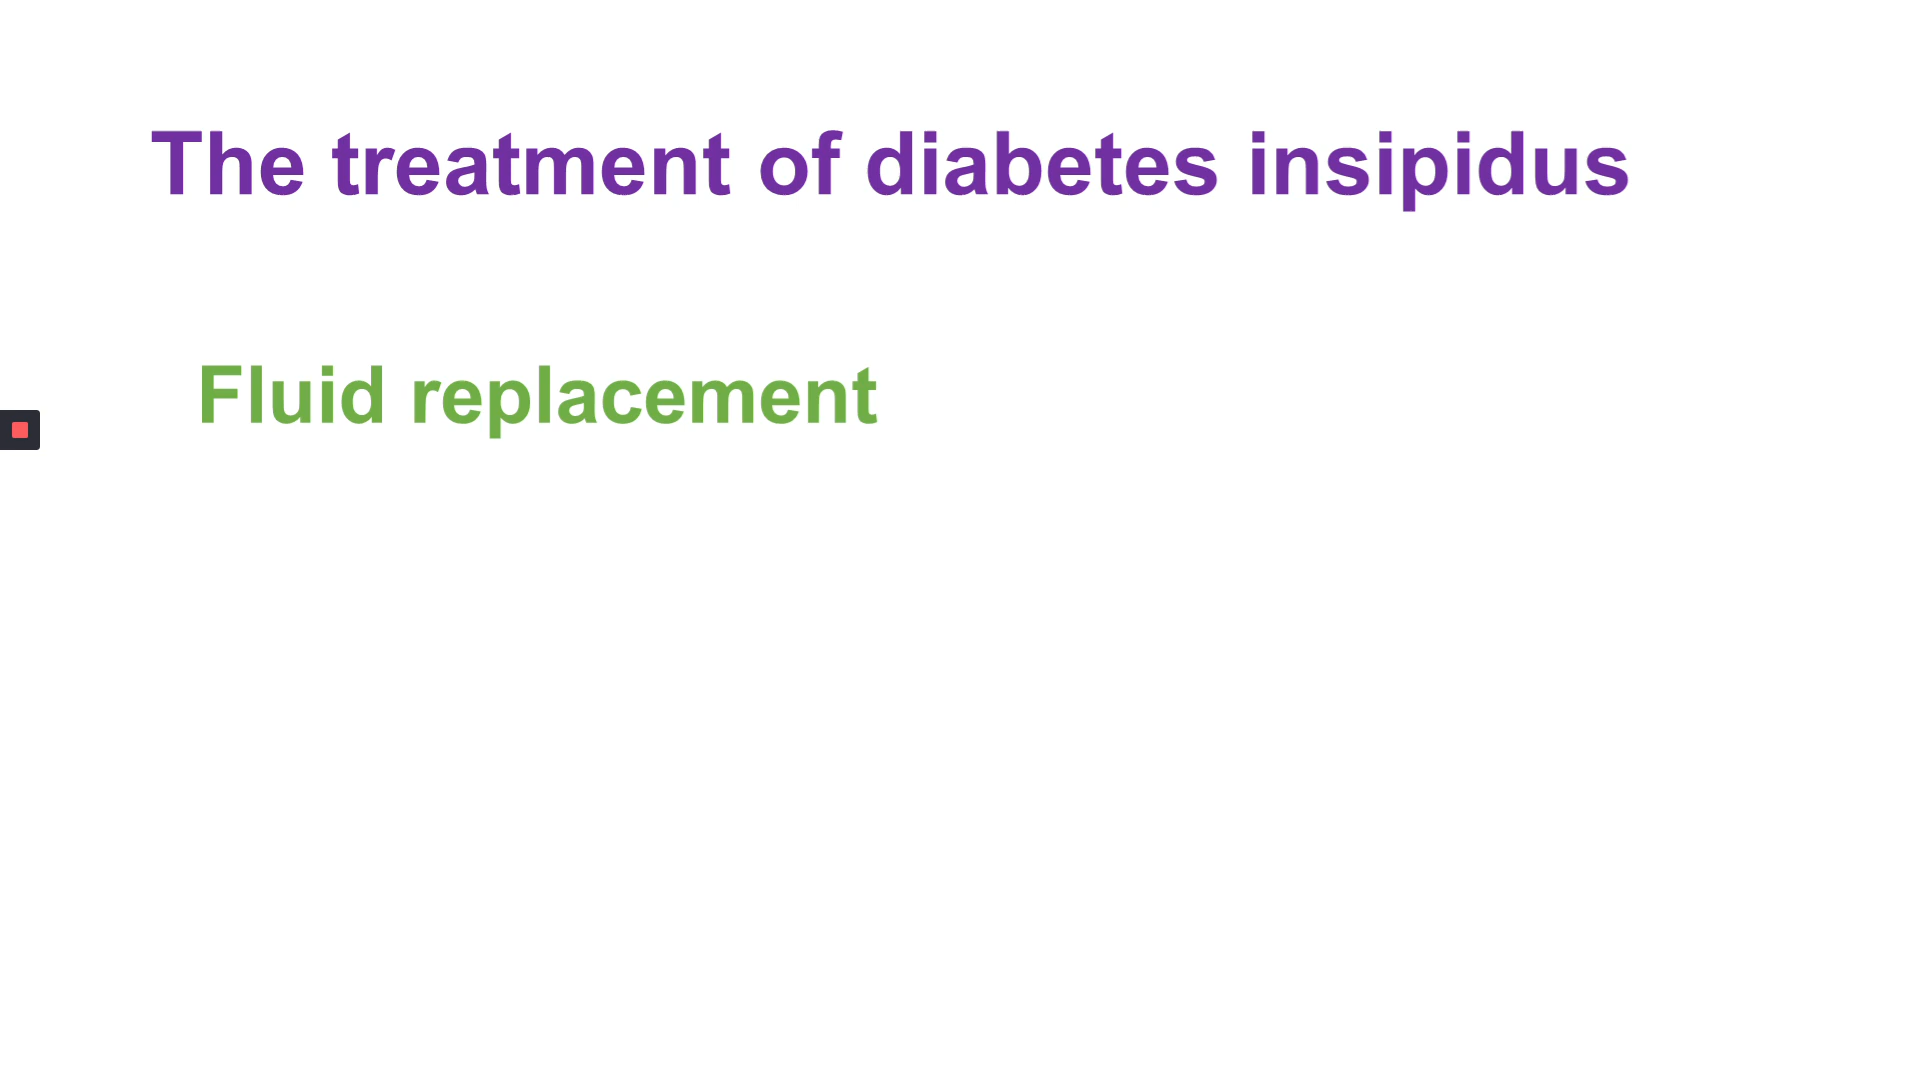 The treatment of diabetes insipidus
Fluid replacement